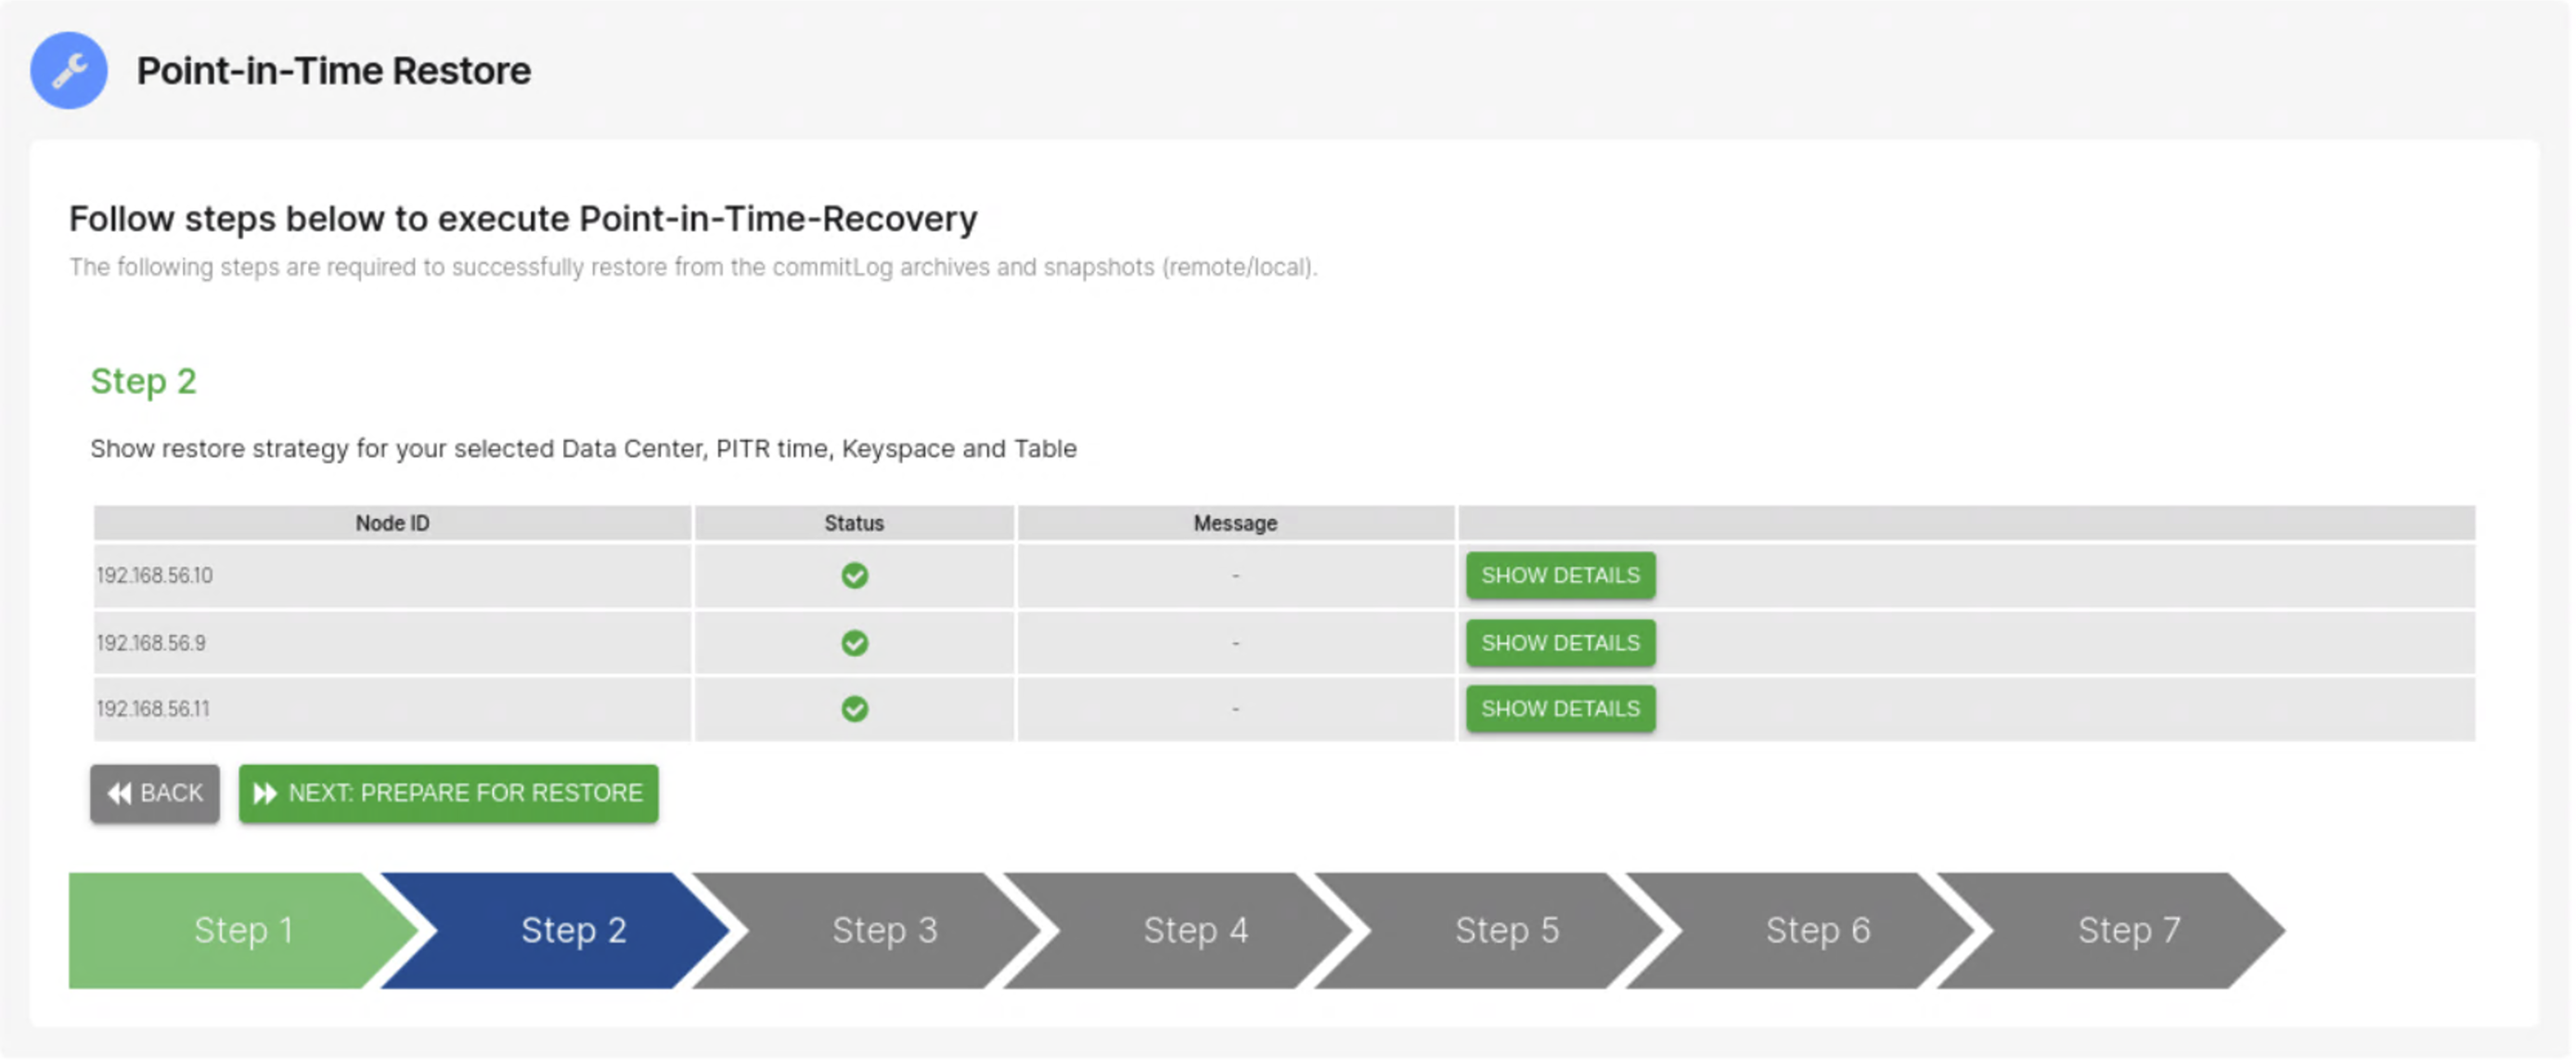 Point-in-Time Restore
Follow steps below to execute Point-in-Time-Recovery
The following steps are required to successfully restore from the commitLog archives and snapshots (remote/local).
Step 2
Show restore strategy for your selected Data Center, PITR time, Keyspace and Table
Node ID Status Message
192.168.56.10 - SHOW DETAILS
192.168.56.9 - SHOW DETAILS
192.168.56.11 - SHOW DETAILS
BACK NEXT: PREPARE FOR RESTORE
Step 1 Step 2 Step 3 Step 4 Step 5 Step 6 Step 7